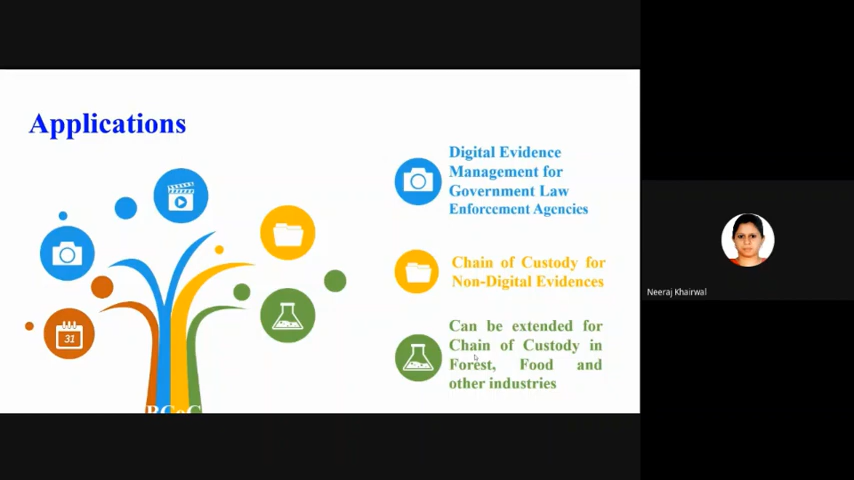 Applications
Digital Evidence
Management for
Government Law
Enforcement Agencies
Chain of Custody for
Non-Digital Evidences
31
Can be extended for
Chain of Custody in
Forest, Food and
other industries
Neeraj Khairwal